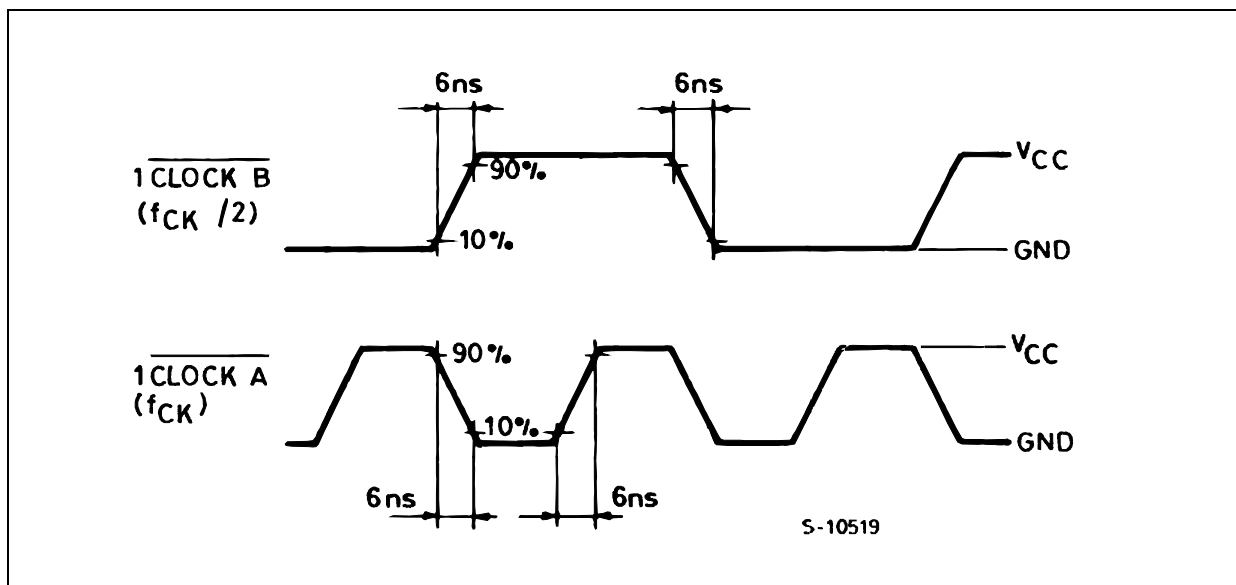 6ns 6ns
1 CLOCK B
(fCK /2)
90%
10%
VCC
GND
1 CLOCK A
(fCK)
90%
10%
VCC
GND
6ns 6ns
S-10519